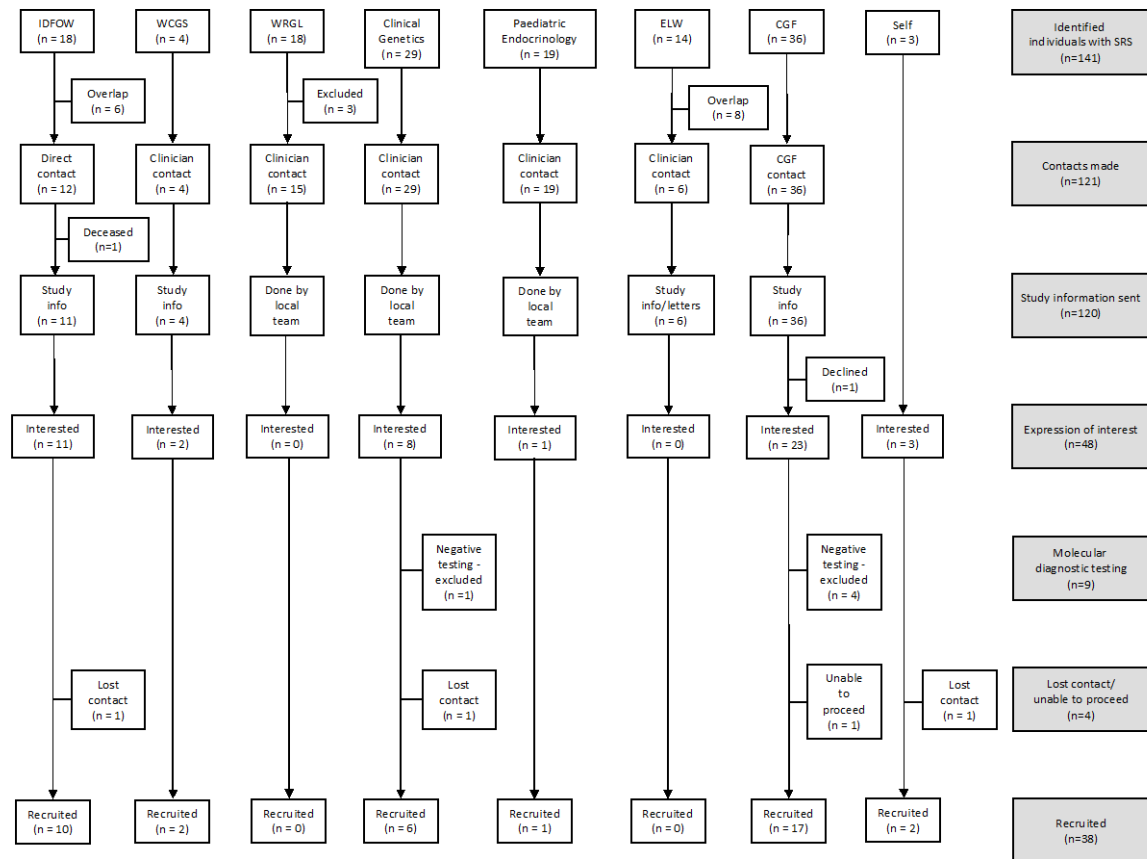 IDFOW
(n = 18)
WCGS
(n = 4)
WRGL
(n = 18)
Clinical
Genetics
(n = 29)
Paediatric
Endocrinology
(n = 19)
ELW
(n = 14)
CGF
(n = 36)
Self
(n = 3)
Identified
individuals with SRS
(n=141)
Overlap
(n = 6)
Excluded
(n = 3)
Overlap
(n = 8)
Direct
contact
(n = 12)
Clinician
contact
(n = 4)
Clinician
contact
(n = 15)
Clinician
contact
(n = 29)
Clinician
contact
(n = 19)
Clinician
contact
(n = 6)
CGF
contact
(n = 36)
Contacts made
(n=121)
Deceased
(n=1)
Study
info
(n = 11)
Study
info
(n = 4)
Done by
local
team
Done by
local
team
Done by
local
team
Study
info/letters
(n = 6)
Study
info
(n = 36)
Study information sent
(n=120)
Declined
(n=1)
Interested
(n = 11)
Interested
(n = 2)
Interested
(n = 0)
Interested
(n = 8)
Interested
(n = 1)
Interested
(n = 0)
Interested
(n = 23)
Interested
(n = 3)
Expression of interest
(n=48)
Negative
testing -
excluded
(n =1)
Negative
testing -
excluded
(n = 4)
Molecular
diagnostic testing
(n=9)
Lost
contact
(n = 1)
Lost
contact
(n = 1)
Unable
to
proceed
(n = 1)
Lost
contact
(n = 1)
Lost contact/
unable to proceed
(n=4)
Recruited
(n = 10)
Recruited
(n = 2)
Recruited
(n = 0)
Recruited
(n = 6)
Recruited
(n = 1)
Recruited
(n = 0)
Recruited
(n = 17)
Recruited
(n = 2)
Recruited
(n=38)